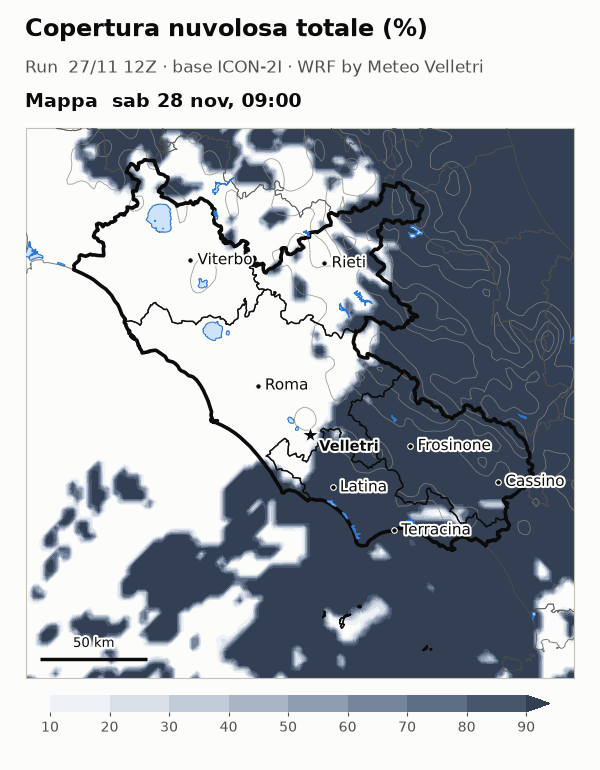 Copertura nuvolosa totale (%)
Run  27/11 12Z · base ICON-2I · WRF by Meteo Velletri
Mappa  sab 28 nov, 09:00
Viterbo
Rieti
Roma
Velletri
Frosinone
Cassino
Latina
Terracina
50 km
10 20 30 40 50 60 70 80 90